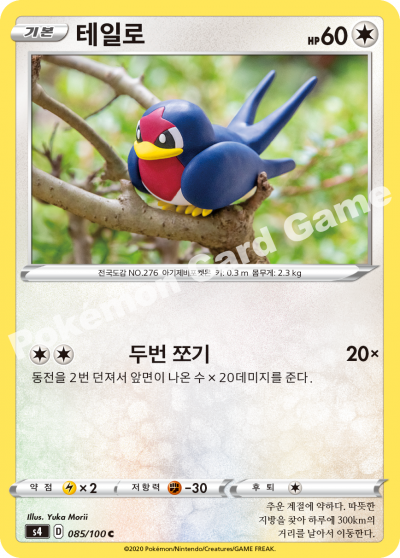 기본 테일로 HP 60
전국도감 NO.276 아기제비포켓몬 키: 0.3 m 몸무게: 2.3 kg
Pokémon Card Game
두번 쪼기 20×
동전을 2번 던져서 앞면이 나온 수 × 20데미지를 준다.
약점 ×2 저항력 -30 후퇴
Illus. Yuka Morii
s4 D 085/100 C
추운 계절에 약하다. 따뜻한
지방을 찾아 하루에 300km의
거리를 날아서 이동한다.
©2020 Pokémon/Nintendo/Creatures/GAME FREAK.